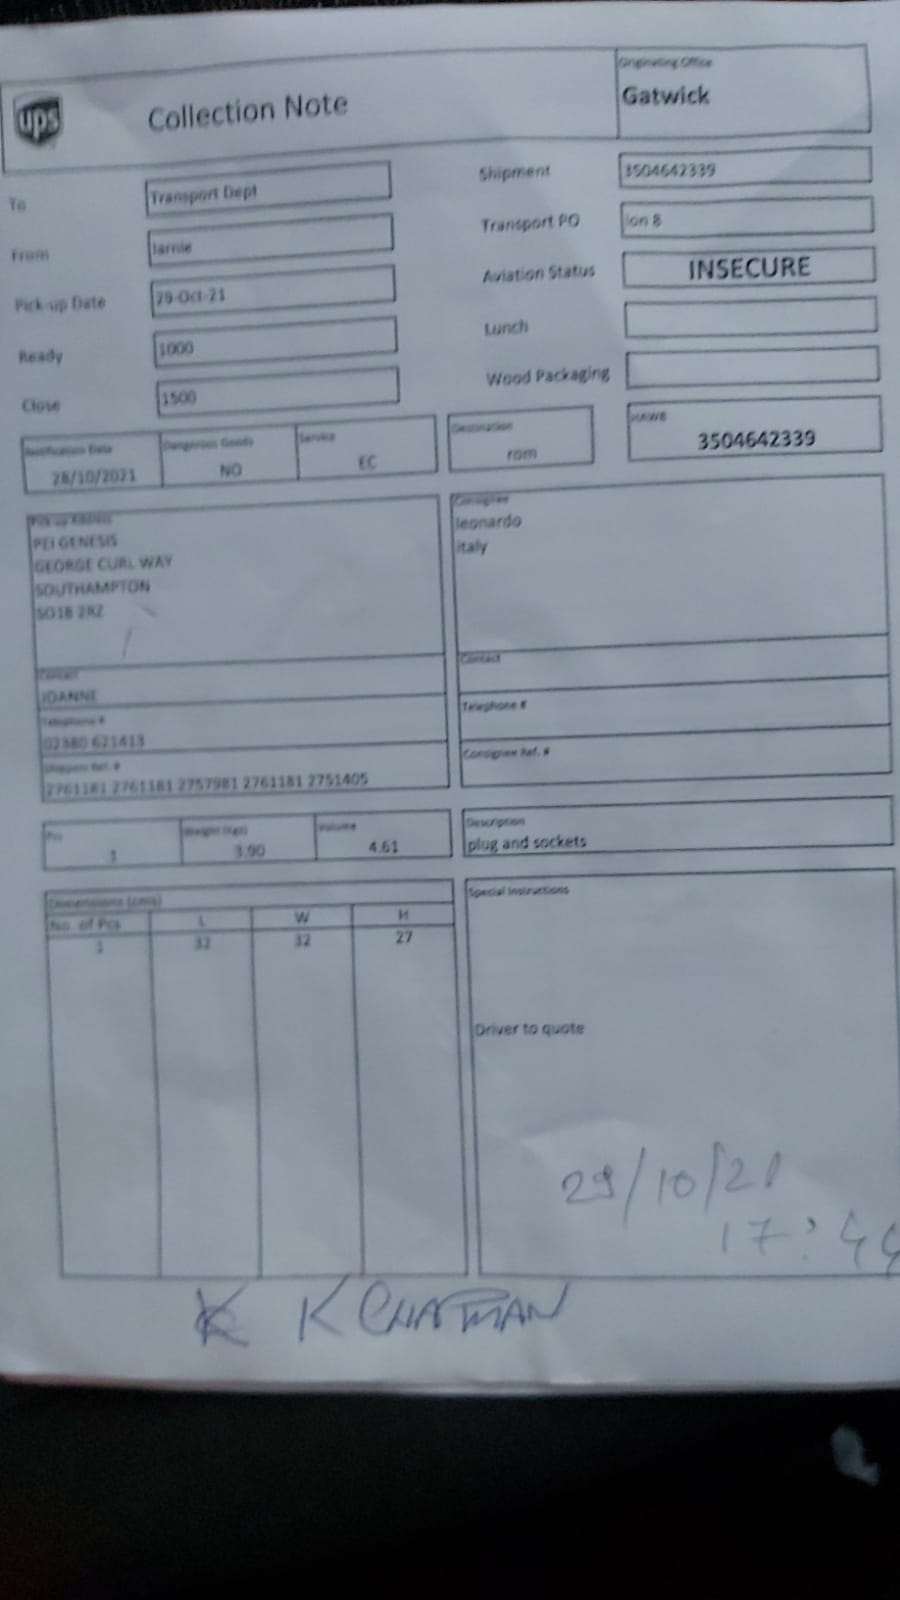 ups
Collection Note
Originating Office
Gatwick
To
Transport Dept
From
Jarnie
Pick-up Date
29-Oct-21
Ready
1000
Close
1500
Shipment
3504642339
Transport PO
lon 8
Aviation Status
INSECURE
Lunch
Wood Packaging
Notification Date
28/10/2021
Dangerous Goods
NO
Service
EC
Destination
rom
HAWB
3504642339
Pick-up Address
PEI GENESIS
GEORGE CURL WAY
SOUTHAMPTON
SO18 2RZ
Contact
JOANNE
Telephone #
02380 621413
Shippers Ref. #
2761181 2761181 2757981 2761181 2751405
Consignee
leonardo
italy
Contact
Telephone #
Consignee Ref. #
Pcs
1
Weight (Kgs)
3.90
Volume
4.61
Description
plug and sockets
Dimensions (cms)
No. of Pcs L W H
1 32 32 27
Special Instructions
Driver to quote
29/10/21
17:44
K CHAPMAN